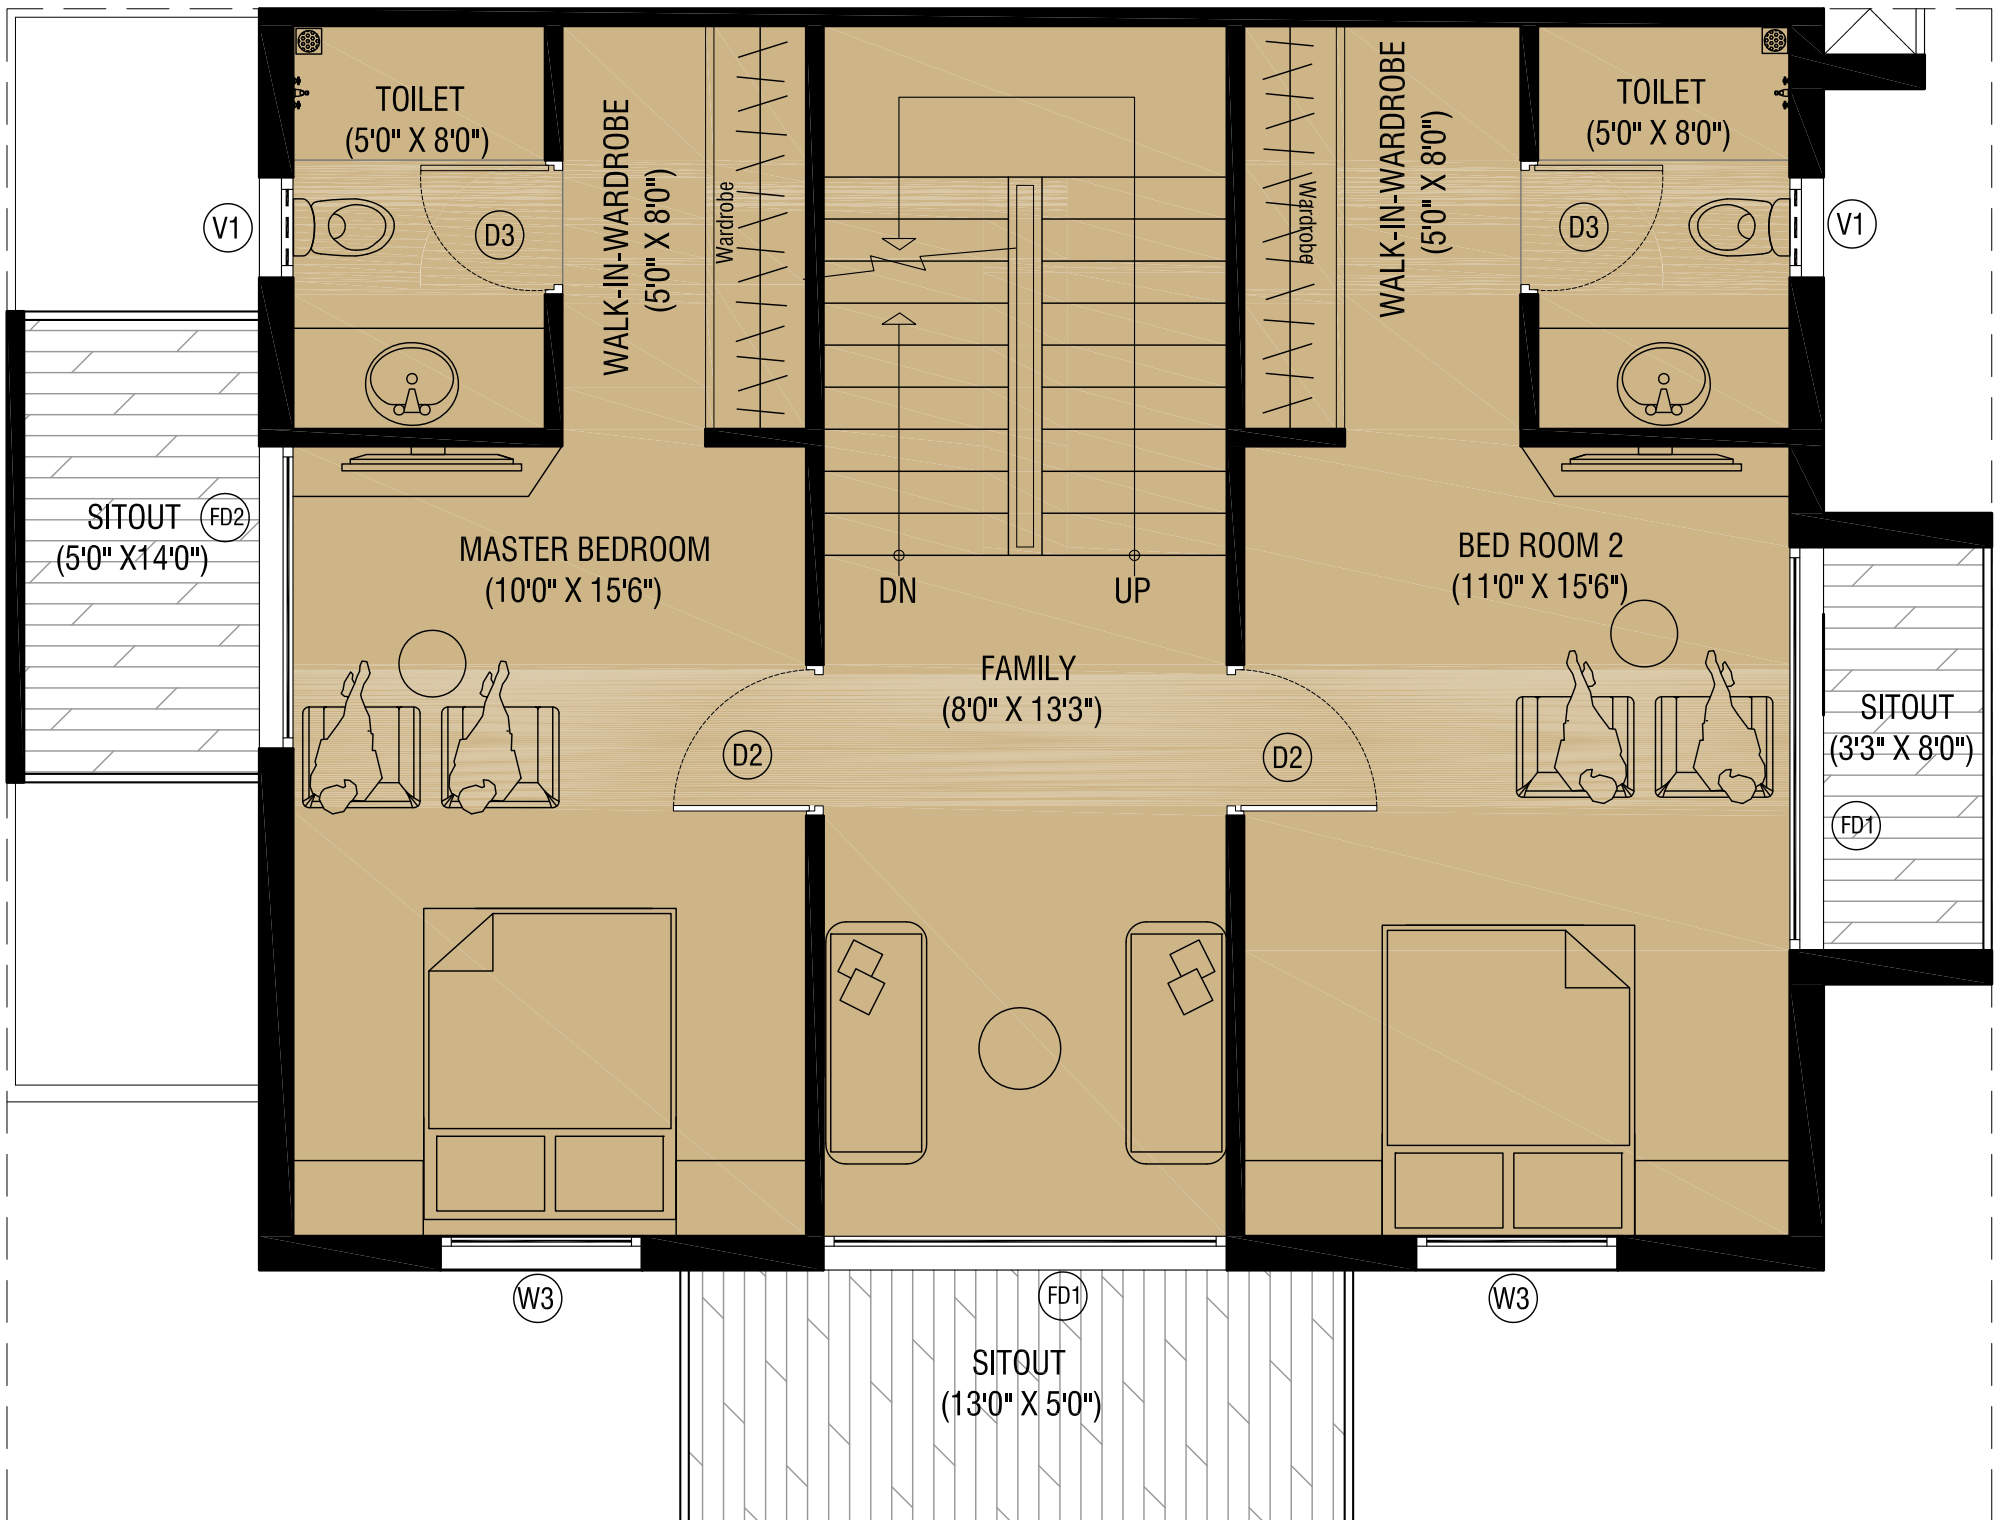 TOILET
(5'0" X 8'0")
V1
D3
WALK-IN-WARDROBE
(5'0" X 8'0")
Wardrobe
Wardrobe
WALK-IN-WARDROBE
(5'0" X 8'0")
TOILET
(5'0" X 8'0")
D3
V1
SITOUT
(5'0" X14'0")
FD2
MASTER BEDROOM
(10'0" X 15'6")
DN
UP
BED ROOM 2
(11'0" X 15'6")
FAMILY
(8'0" X 13'3")
D2
D2
SITOUT
(3'3" X 8'0")
FD1
W3
FD1
W3
SITOUT
(13'0" X 5'0")